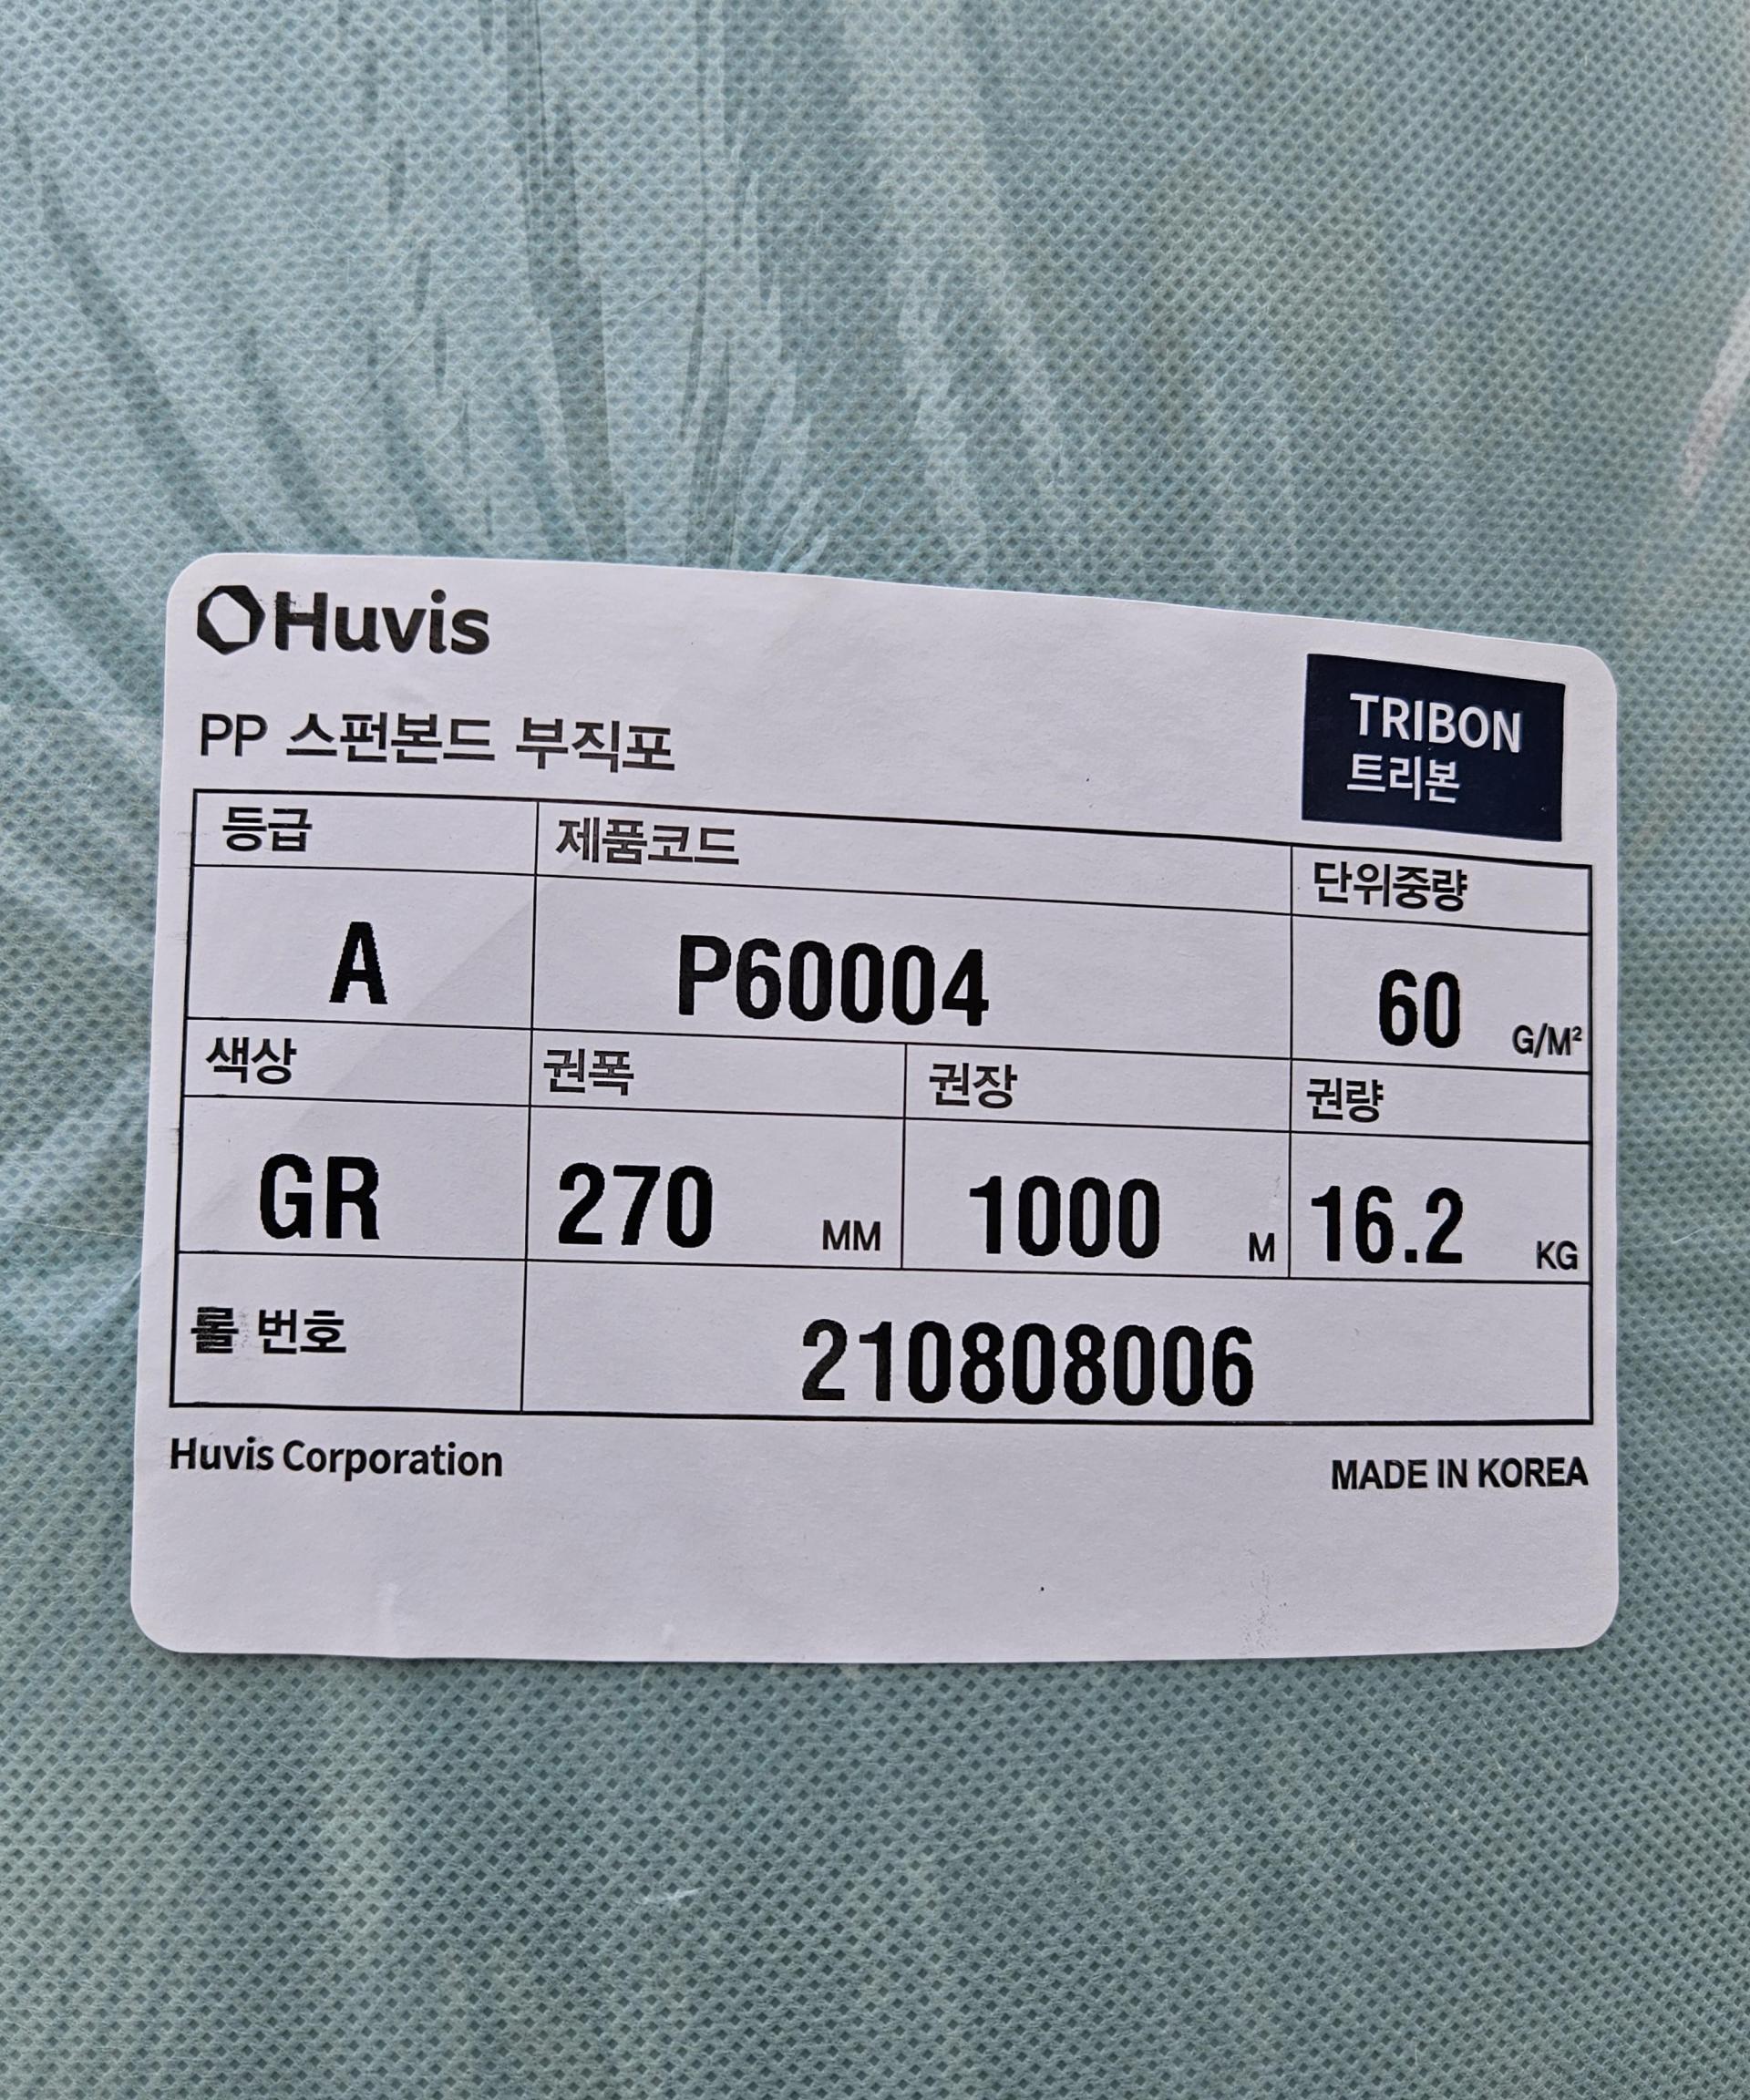 Huvis
PP 스펀본드 부직포
TRIBON
트리본
등급 제품코드 단위중량
A P60004 60 G/M²
색상 권폭 권장 권량
GR 270 MM 1000 M 16.2 KG
롤 번호 210808006
Huvis Corporation MADE IN KOREA